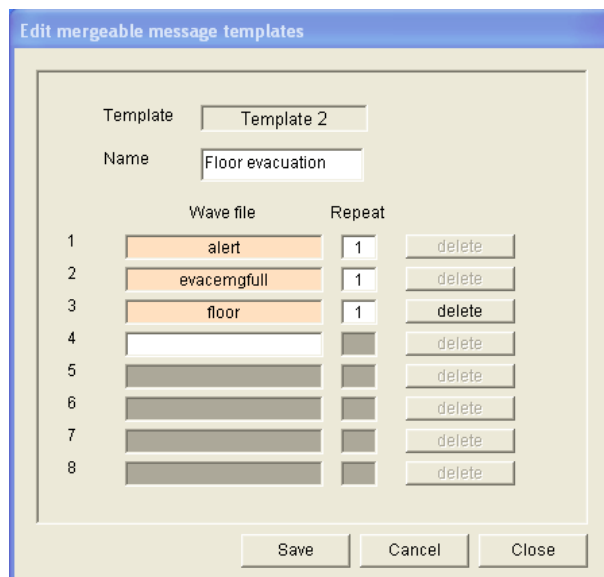 Edit mergeable message templates
Template Template 2
Name Floor evacuation
Wave file Repeat
1 alert 1 delete
2 evacemgfull 1 delete
3 floor 1 delete
4 delete
5 delete
6 delete
7 delete
8 delete
Save Cancel Close